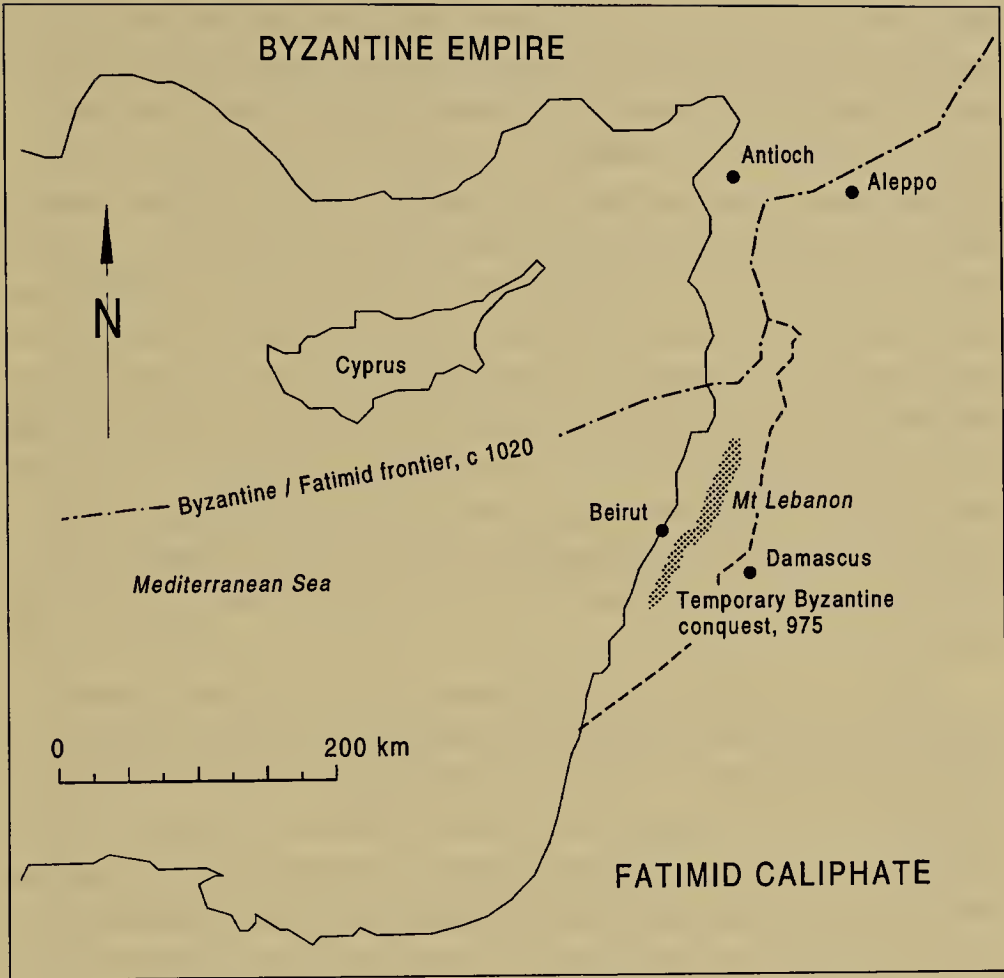 BYZANTINE EMPIRE
Antioch
Aleppo
N
Cyprus
Byzantine / Fatimid frontier, c 1020
Beirut
Mt Lebanon
Mediterranean Sea
Damascus
Temporary Byzantine
conquest, 975
0 200 km
FATIMID CALIPHATE